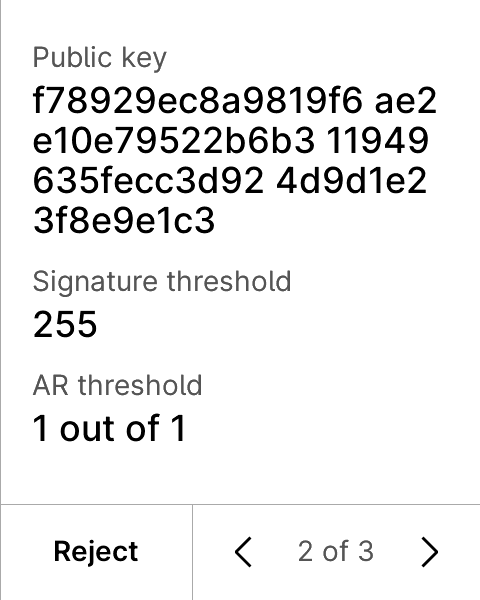 Public key
f78929ec8a9819f6 ae2
e10e79522b6b3 11949
635fecc3d92 4d9d1e2
3f8e9e1c3
Signature threshold
255
AR threshold
1 out of 1
Reject
2 of 3